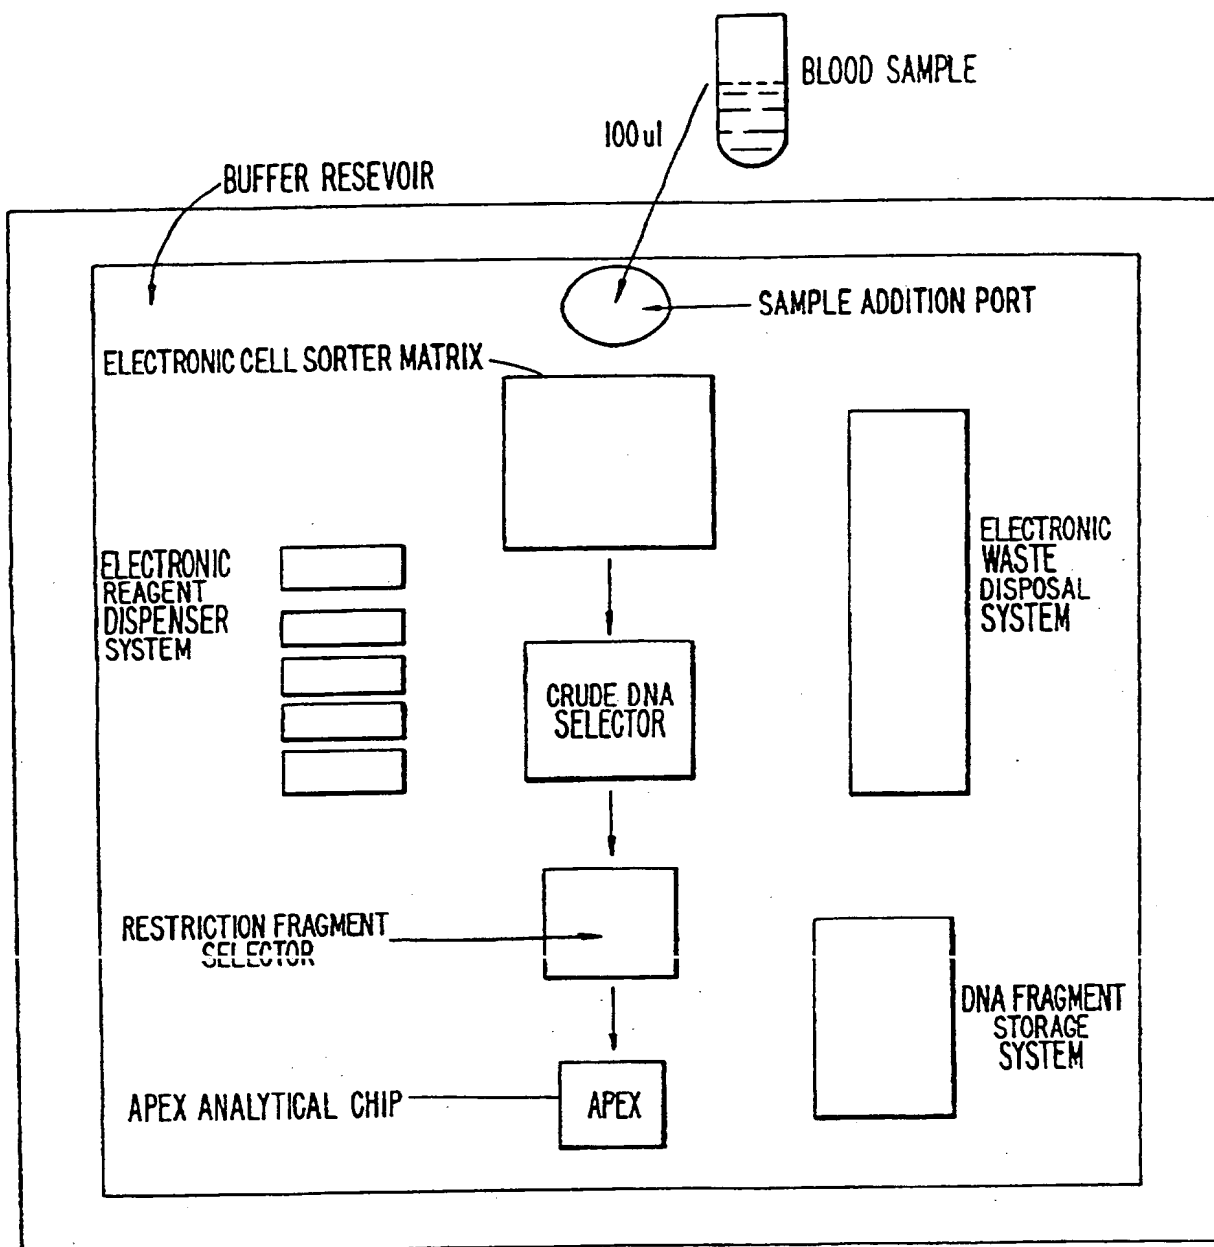 BLOOD SAMPLE
100ul
BUFFER RESEVOIR
SAMPLE ADDITION PORT
ELECTRONIC CELL SORTER MATRIX
ELECTRONIC
REAGENT
DISPENSER
SYSTEM
ELECTRONIC
WASTE
DISPOSAL
SYSTEM
CRUDE DNA
SELECTOR
RESTRICTION FRAGMENT
SELECTOR
DNA FRAGMENT
STORAGE
SYSTEM
APEX ANALYTICAL CHIP
APEX